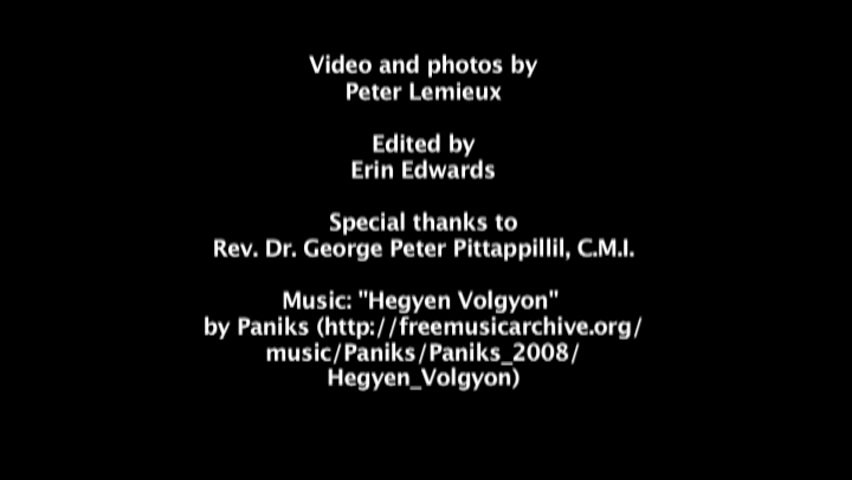 Video and photos by
Peter Lemieux
Edited by
Erin Edwards
Special thanks to
Rev. Dr. George Peter Pittappillil, C.M.I.
Music: "Hegyen Volgyon"
by Paniks (http://freemusicarchive.org/
music/Paniks/Paniks_2008/
Hegyen_Volgyon)